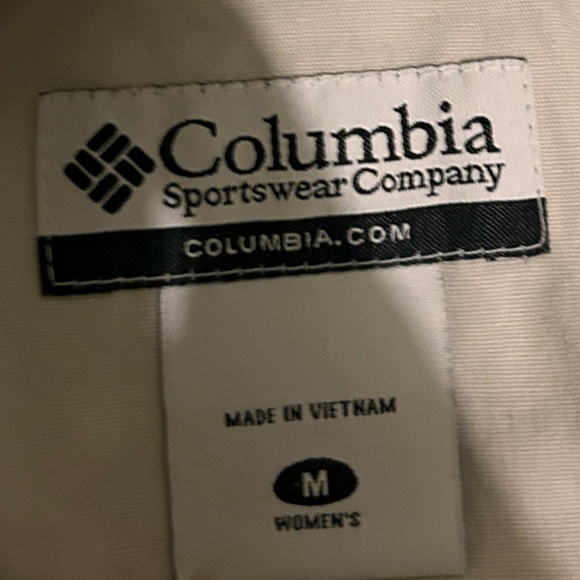 Columbia
Sportswear Company
COLUMBIA.COM
MADE IN VIETNAM
M
WOMEN'S